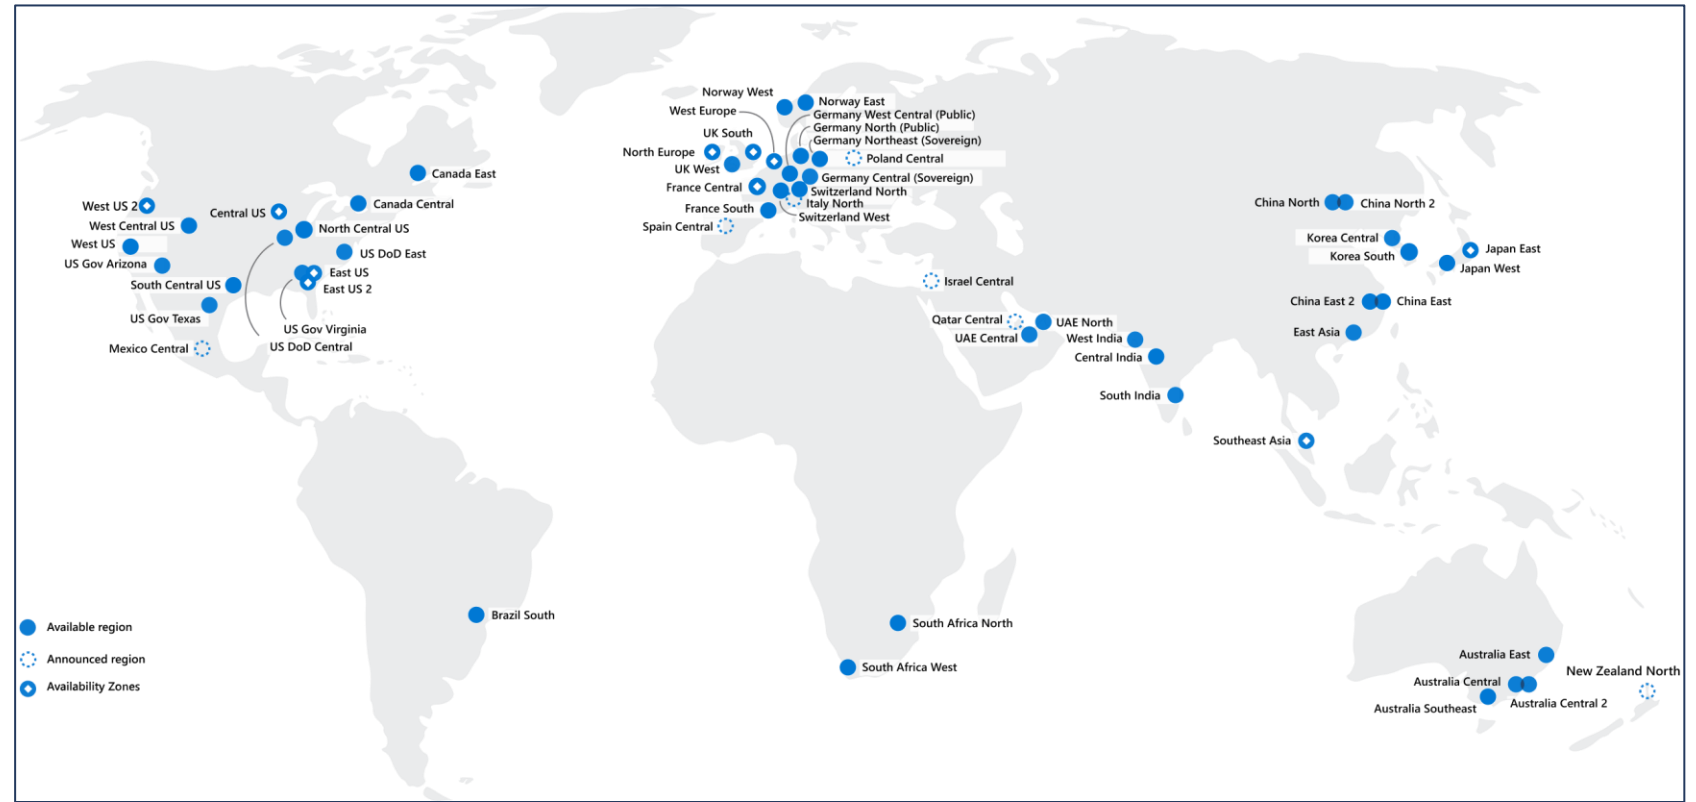 Norway West
Norway East
West Europe
Germany West Central (Public)
Germany North (Public)
UK South
Germany Northeast (Sovereign)
North Europe
Poland Central
UK West
Canada East
Germany Central (Sovereign)
France Central
Switzerland North
West US 2
Central US
Canada Central
Italy North
France South
Switzerland West
China North
China North 2
West Central US
North Central US
Spain Central
Korea Central
West US
US DoD East
Korea South
Japan East
US Gov Arizona
East US
Japan West
South Central US
East US 2
Israel Central
China East 2
China East
US Gov Texas
US Gov Virginia
Qatar Central
UAE North
East Asia
US DoD Central
UAE Central
West India
Mexico Central
Central India
South India
Southeast Asia
Brazil South
South Africa North
Available region
Announced region
Availability Zones
South Africa West
Australia East
New Zealand North
Australia Central
Australia Central 2
Australia Southeast